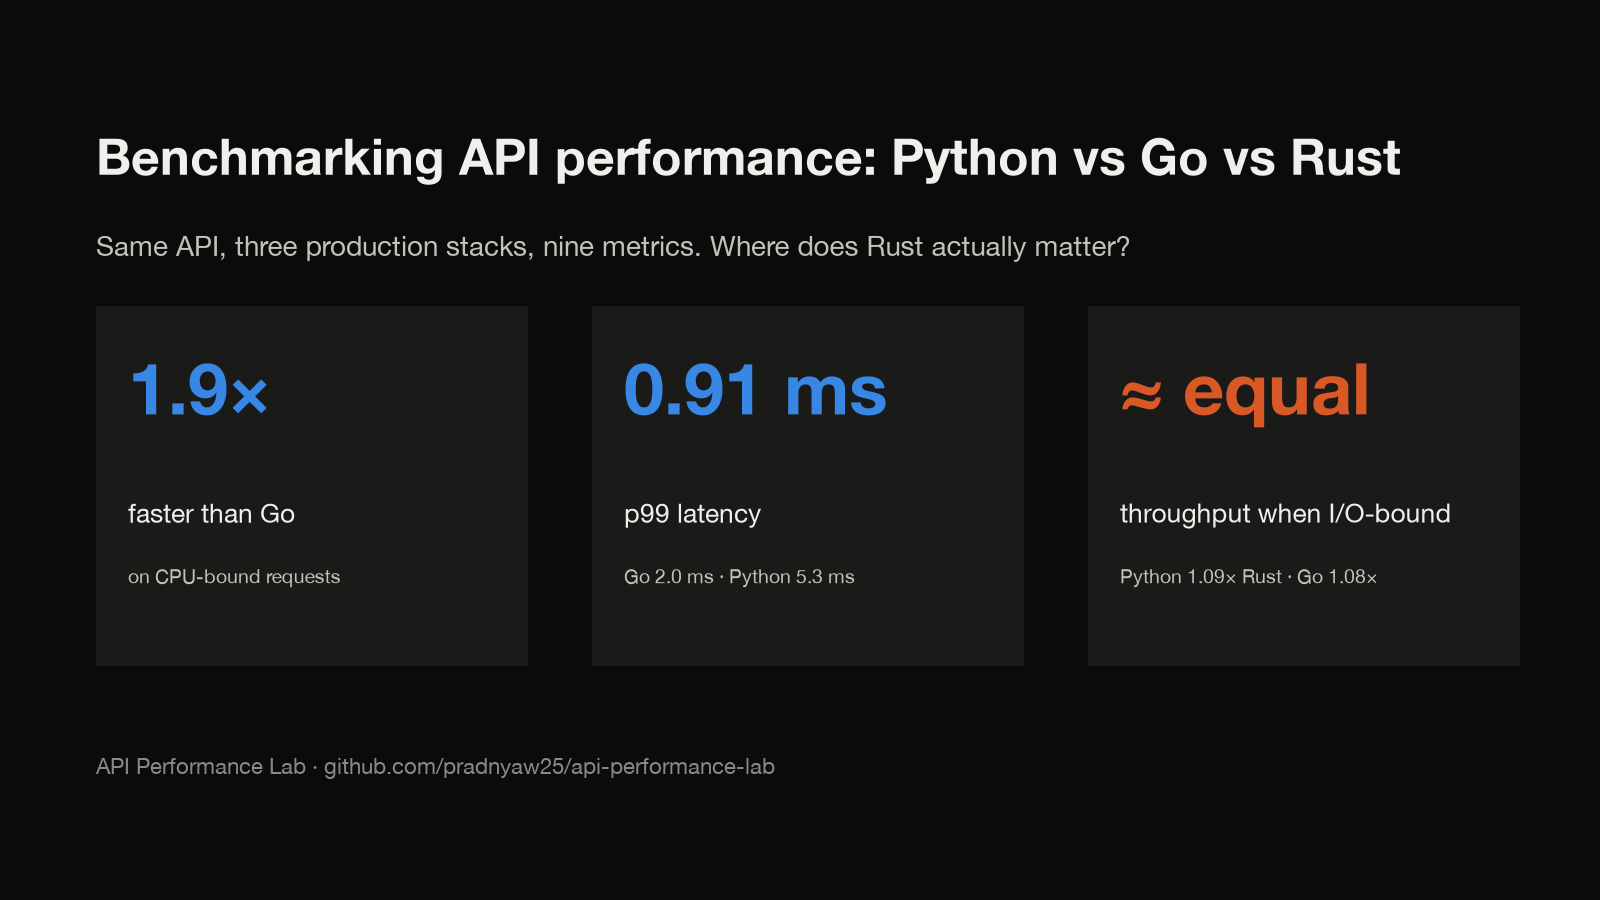 Benchmarking API performance: Python vs Go vs Rust
Same API, three production stacks, nine metrics. Where does Rust actually matter?
1.9×
faster than Go
on CPU-bound requests
0.91 ms
p99 latency
Go 2.0 ms · Python 5.3 ms
≈ equal
throughput when I/O-bound
Python 1.09× Rust · Go 1.08×
API Performance Lab · github.com/pradnyaw25/api-performance-lab